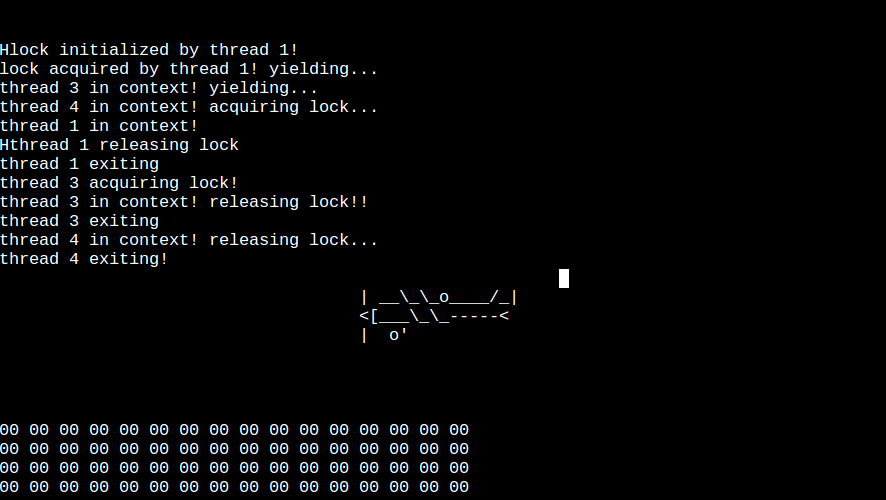 Hlock initialized by thread 1!
lock acquired by thread 1! yielding...
thread 3 in context! yielding...
thread 4 in context! acquiring lock...
thread 1 in context!
Hthread 1 releasing lock
thread 1 exiting
thread 3 acquiring lock!
thread 3 in context! releasing lock!!
thread 3 exiting
thread 4 in context! releasing lock...
thread 4 exiting!
| __\_\_o____/_|
<[___\_\_-----<
|  o'
00 00 00 00 00 00 00 00 00 00 00 00 00 00 00 00
00 00 00 00 00 00 00 00 00 00 00 00 00 00 00 00
00 00 00 00 00 00 00 00 00 00 00 00 00 00 00 00
00 00 00 00 00 00 00 00 00 00 00 00 00 00 00 00